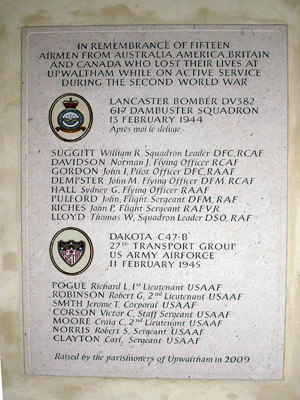 IN REMEMBRANCE OF FIFTEEN
AIRMEN FROM AUSTRALIA, AMERICA, BRITAIN
AND CANADA WHO LOST THEIR LIVES AT
UPWALTHAM WHILE ON ACTIVE SERVICE
DURING THE SECOND WORLD WAR
LANCASTER BOMBER DV382
617 DAMBUSTER SQUADRON
13 FEBRUARY 1944
Après moi le deluge
SUGGITT William R, Squadron Leader DFC, RCAF
DAVIDSON Norman J, Flying Officer RCAF
GORDON John I, Pilot Officer DFC, RAAF
DEMPSTER John M, Flying Officer DFM, RCAF
HALL Sydney G, Flying Officer RAAF
PULFORD John, Flight Sergeant DFM, RAF
RICHES John P, Flight Sergeant RAFVR
LLOYD Thomas W, Squadron Leader DSO, RAF
DAKOTA C47-B
27th TRANSPORT GROUP
US ARMY AIRFORCE
11 FEBRUARY 1945
POGUE Richard L, 1st Lieutenant USAAF
ROBINSON Robert G, 2nd Lieutenant USAAF
SMITH Jerome T, Corporal USAAF
CORSON Victor C, Staff Sergeant USAAF
MOORE Craig C, 2nd Lieutenant USAAF
NORRIS Robert S, Sergeant USAAF
CLAYTON Carl, Sergeant USAAF
Raised by the parishioners of Upwaltham in 2009